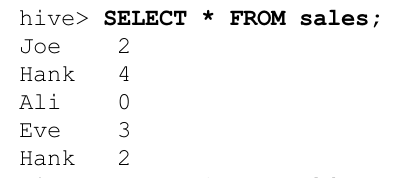 hive> SELECT * FROM sales;
Joe 2
Hank 4
Ali 0
Eve 3
Hank 2